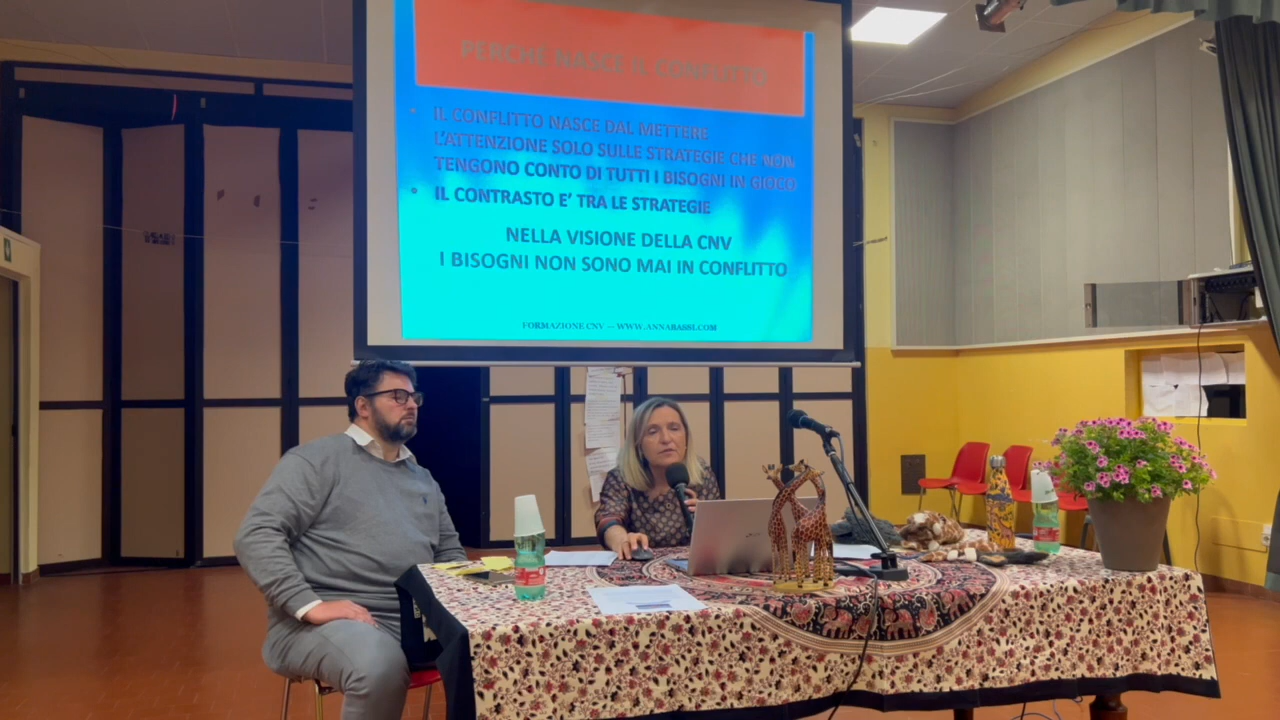 PERCHE NASCE IL CONFLITTO
IL CONFLITTO NASCE DAL METTERE
L'ATTENZIONE SOLO SULLE STRATEGIE CHE NON
TENGONO CONTO DI TUTTI I BISOGNI IN GIOCO
IL CONTRASTO E' TRA LE STRATEGIE
NELLA VISIONE DELLA CNV
I BISOGNI NON SONO MAI IN CONFLITTO
FORMAZIONE CNV – WWW.ANNABASSI.COM